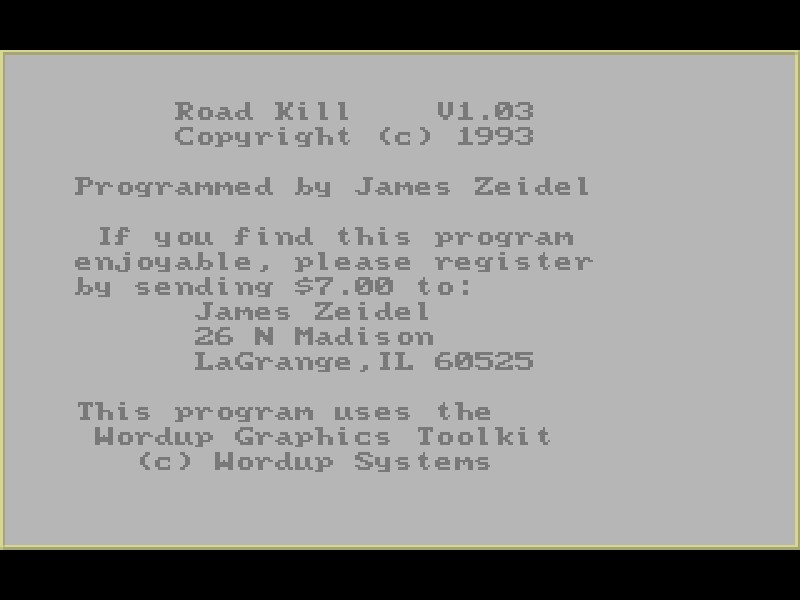 Road Kill V1.03
Copyright (c) 1993
Programmed by James Zeidel
If you find this program
enjoyable, please register
by sending $7.00 to:
James Zeidel
26 N Madison
LaGrange,IL 60525
This program uses the
Wordup Graphics Toolkit
(c) Wordup Systems